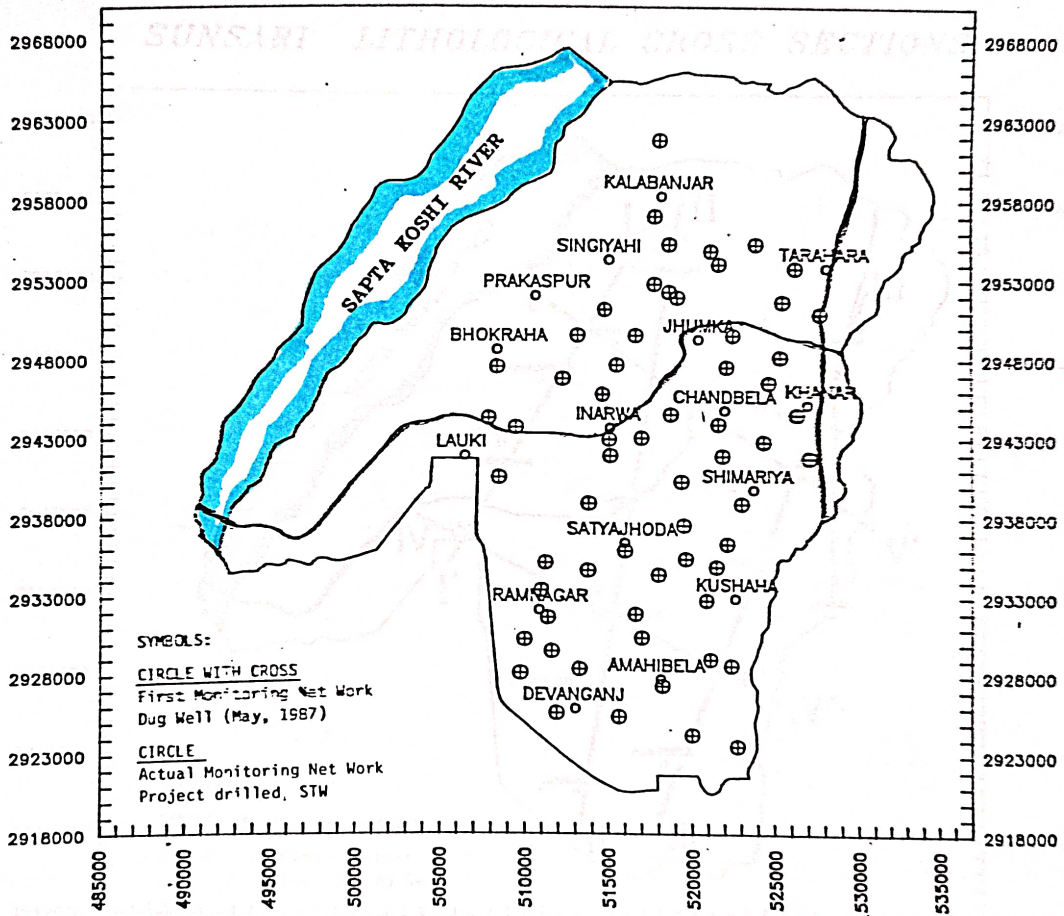 SUNSARI LITHOLOGICAL CROSS SECTIONS
2968000
2968000
2963000
2963000
KALABANJAR
2958000
2958000
SAPTA KOSHI RIVER
SINGIYAHI
TARAHARA
PRAKASPUR
2953000
2953000
BHOKRAHA
JHUMKA
2948000
2948000
CHANDBELA
KHANAR
INARWA
LAUKI
2943000
2943000
SHIMARIYA
2938000
2938000
SATYAJHODA
KUSHAHA
RAMNAGAR
2933000
2933000
SYMBOLS:
CIRCLE WITH CROSS
First Monitoring Net Work
Dug Well (May, 1987)
AMAHIBELA
2928000
2928000
DEVANGANJ
CIRCLE
Actual Monitoring Net Work
Project drilled, STW
2923000
2923000
2918000
2918000
485000
490000
495000
500000
505000
510000
515000
520000
525000
530000
535000